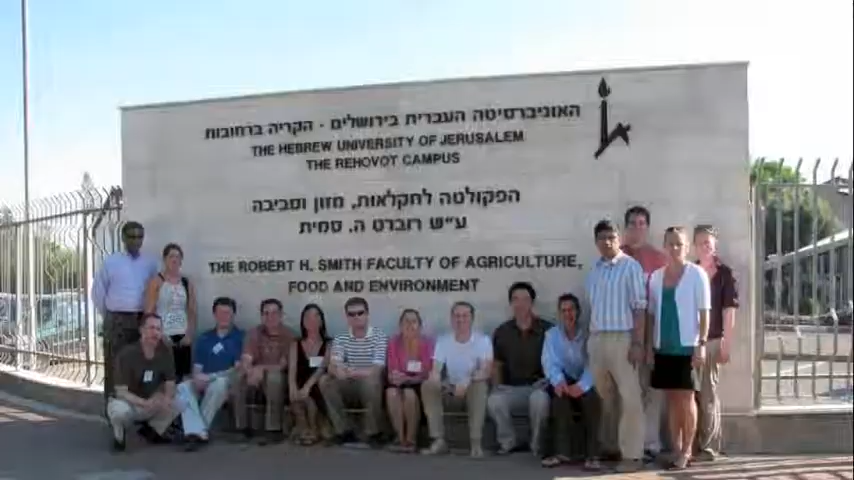 האוניברסיטה העברית בירושלים - הקריה ברחובות
THE HEBREW UNIVERSITY OF JERUSALEM
THE REHOVOT CAMPUS
הפקולטה לחקלאות, מזון וסביבה
ע״ש רוברט ה. סמית
THE ROBERT H. SMITH FACULTY OF AGRICULTURE,
FOOD AND ENVIRONMENT